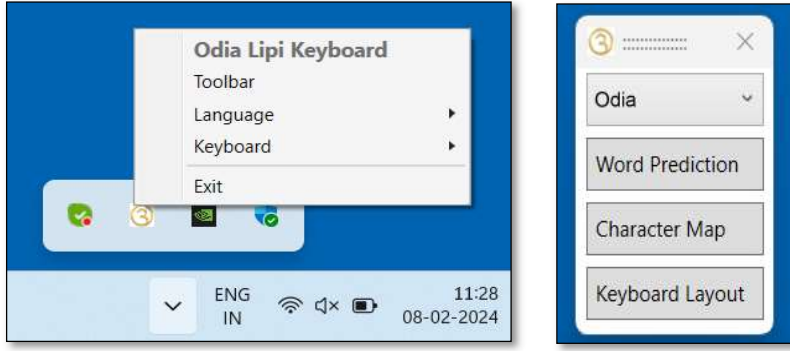 Odia Lipi Keyboard
Toolbar
Language
Keyboard
Exit
ENG
IN
11:28
08-02-2024
Odia
Word Prediction
Character Map
Keyboard Layout